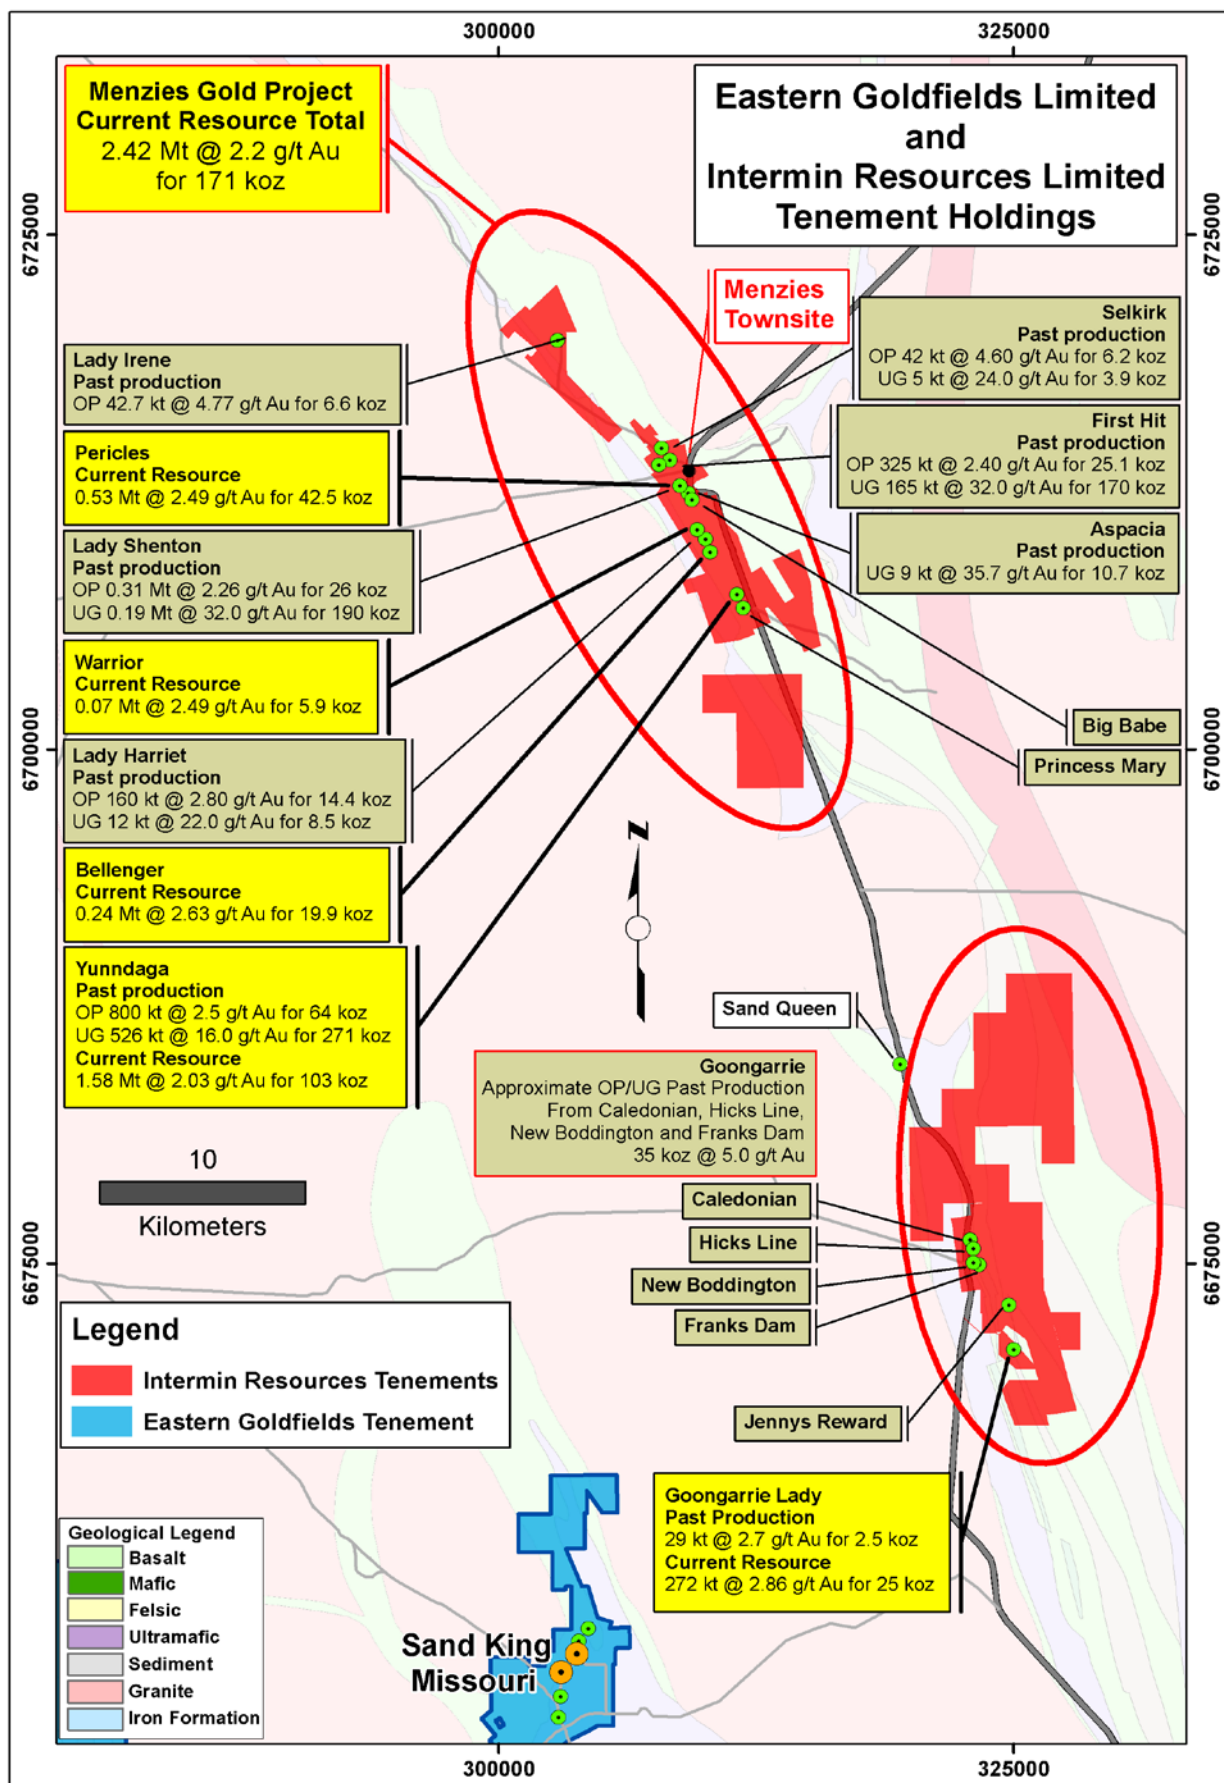 300000
325000
Menzies Gold Project
Current Resource Total
2.42 Mt @ 2.2 g/t Au
for 171 koz
Eastern Goldfields Limited
and
Intermin Resources Limited
Tenement Holdings
6725000
6725000
Menzies
Townsite
Selkirk
Past production
OP 42 kt @ 4.60 g/t Au for 6.2 koz
UG 5 kt @ 24.0 g/t Au for 3.9 koz
Lady Irene
Past production
OP 42.7 kt @ 4.77 g/t Au for 6.6 koz
First Hit
Past production
OP 325 kt @ 2.40 g/t Au for 25.1 koz
UG 165 kt @ 32.0 g/t Au for 170 koz
Pericles
Current Resource
0.53 Mt @ 2.49 g/t Au for 42.5 koz
Aspacia
Past production
UG 9 kt @ 35.7 g/t Au for 10.7 koz
Lady Shenton
Past production
OP 0.31 Mt @ 2.26 g/t Au for 26 koz
UG 0.19 Mt @ 32.0 g/t Au for 190 koz
Warrior
Current Resource
0.07 Mt @ 2.49 g/t Au for 5.9 koz
Big Babe
Princess Mary
6700000
6700000
Lady Harriet
Past production
OP 160 kt @ 2.80 g/t Au for 14.4 koz
UG 12 kt @ 22.0 g/t Au for 8.5 koz
N
Bellenger
Current Resource
0.24 Mt @ 2.63 g/t Au for 19.9 koz
Yunndaga
Past production
OP 800 kt @ 2.5 g/t Au for 64 koz
UG 526 kt @ 16.0 g/t Au for 271 koz
Current Resource
1.58 Mt @ 2.03 g/t Au for 103 koz
Sand Queen
Goongarrie
Approximate OP/UG Past Production
From Caledonian, Hicks Line,
New Boddington and Franks Dam
35 koz @ 5.0 g/t Au
10
Kilometers
Caledonian
Hicks Line
New Boddington
Franks Dam
6675000
6675000
Legend
Intermin Resources Tenements
Eastern Goldfields Tenement
Jennys Reward
Goongarrie Lady
Past Production
29 kt @ 2.7 g/t Au for 2.5 koz
Current Resource
272 kt @ 2.86 g/t Au for 25 koz
Geological Legend
Basalt
Mafic
Felsic
Ultramafic
Sediment
Granite
Iron Formation
Sand King
Missouri
300000
325000